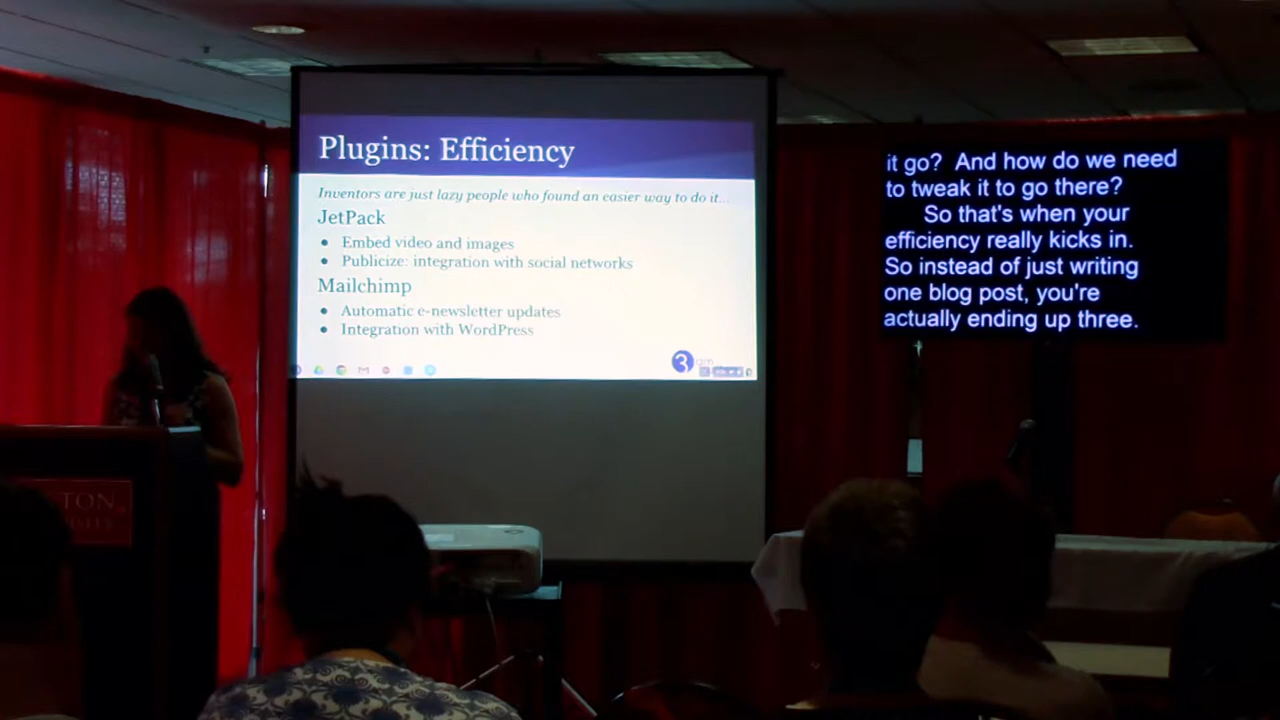 Plugins: Efficiency
Inventors are just lazy people who found an easier way to do it...
JetPack
● Embed video and images
● Publicize: integration with social networks
Mailchimp
● Automatic e-newsletter updates
● Integration with WordPress
3
it go? And how do we need
to tweak it to go there?
So that's when your
efficiency really kicks in.
So instead of just writing
one blog post, you're
actually ending up three.
TON